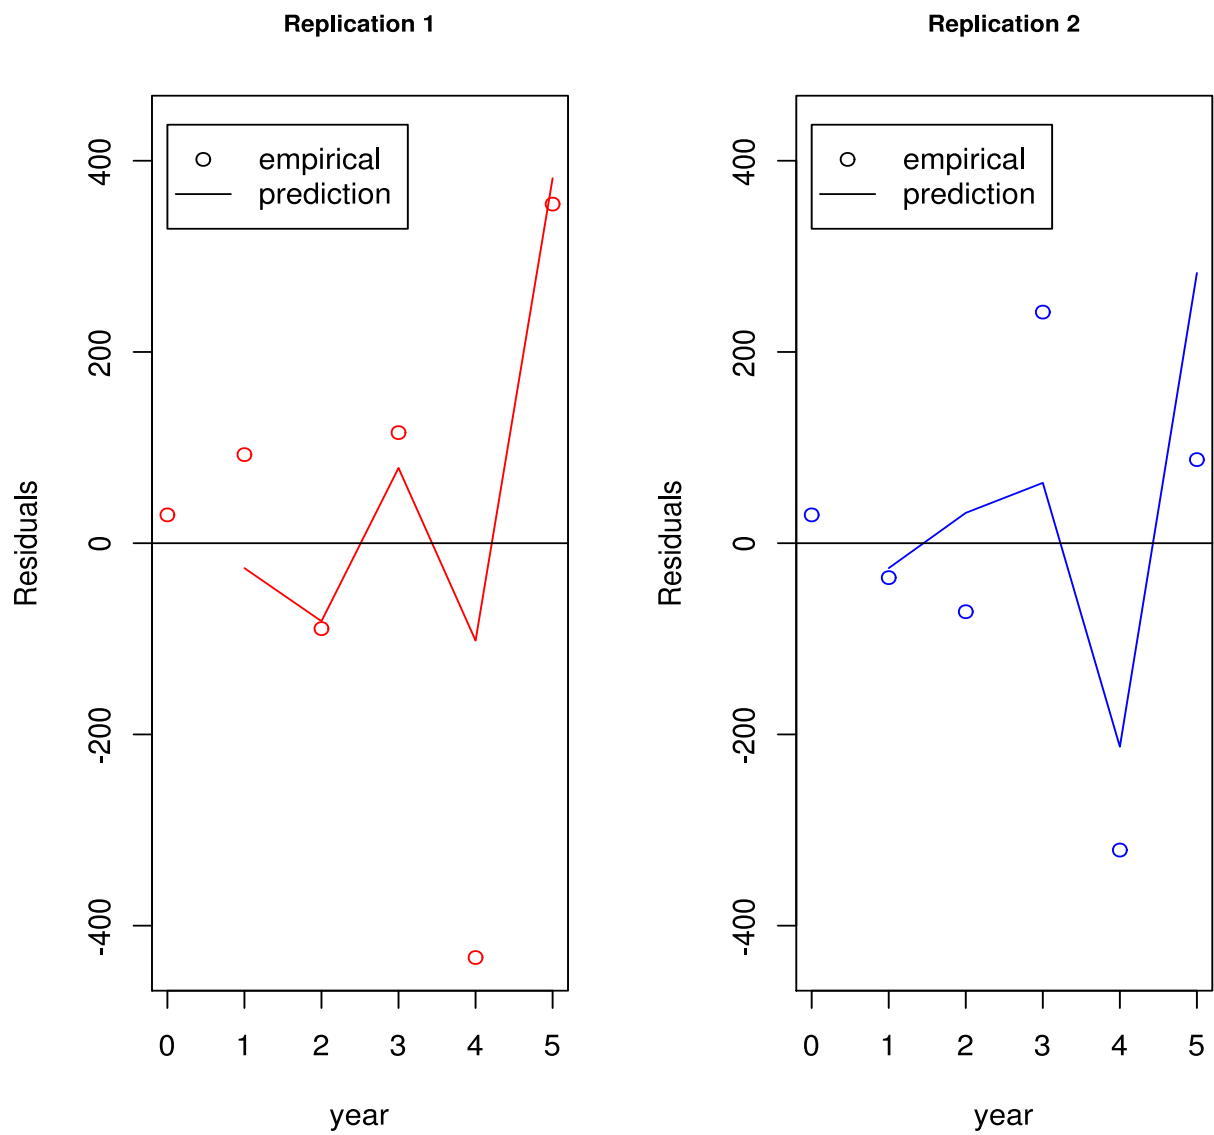 Replication 1
empirical
prediction
400
200
0
-200
-400
Residuals
0 1 2 3 4 5
year
Replication 2
empirical
prediction
400
200
0
-200
-400
Residuals
0 1 2 3 4 5
year